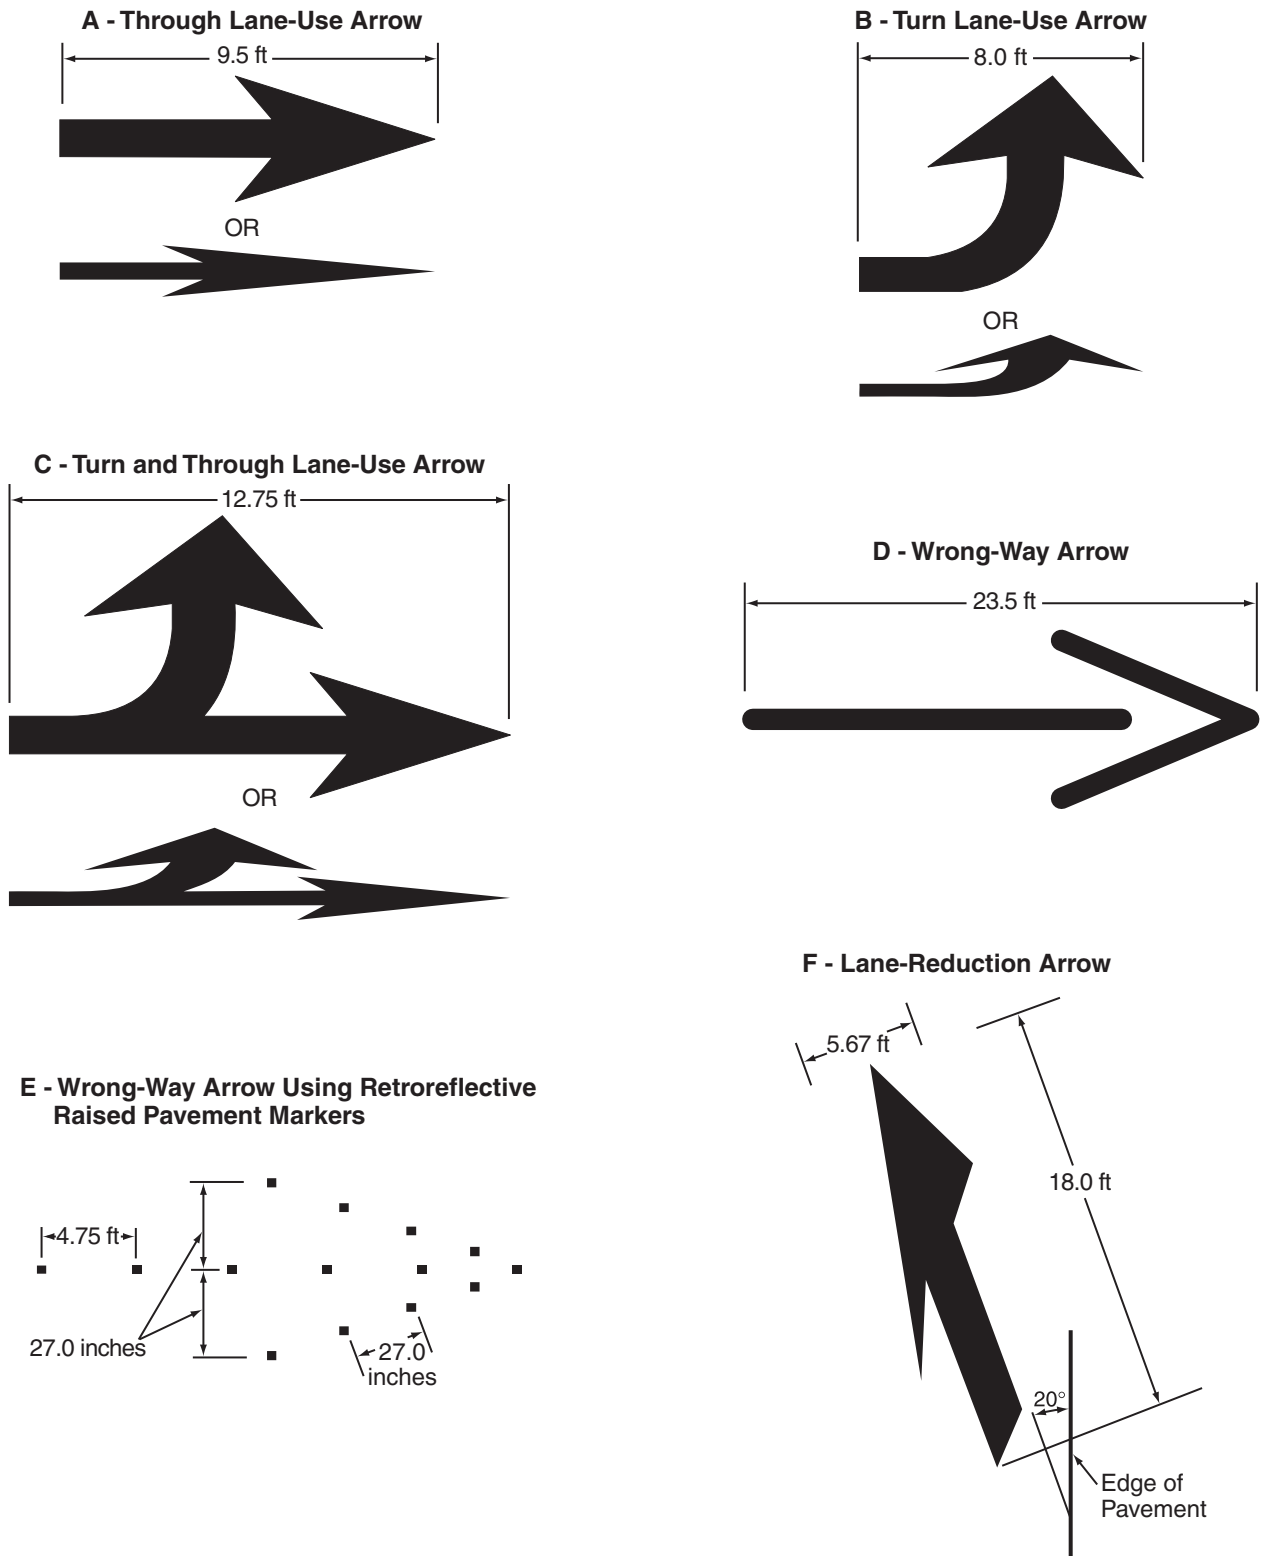 A - Through Lane-Use Arrow
9.5 ft
OR
B - Turn Lane-Use Arrow
8.0 ft
OR
C - Turn and Through Lane-Use Arrow
12.75 ft
OR
D - Wrong-Way Arrow
23.5 ft
E - Wrong-Way Arrow Using Retroreflective
Raised Pavement Markers
4.75 ft
27.0 inches
27.0
inches
F - Lane-Reduction Arrow
5.67 ft
18.0 ft
20°
Edge of
Pavement